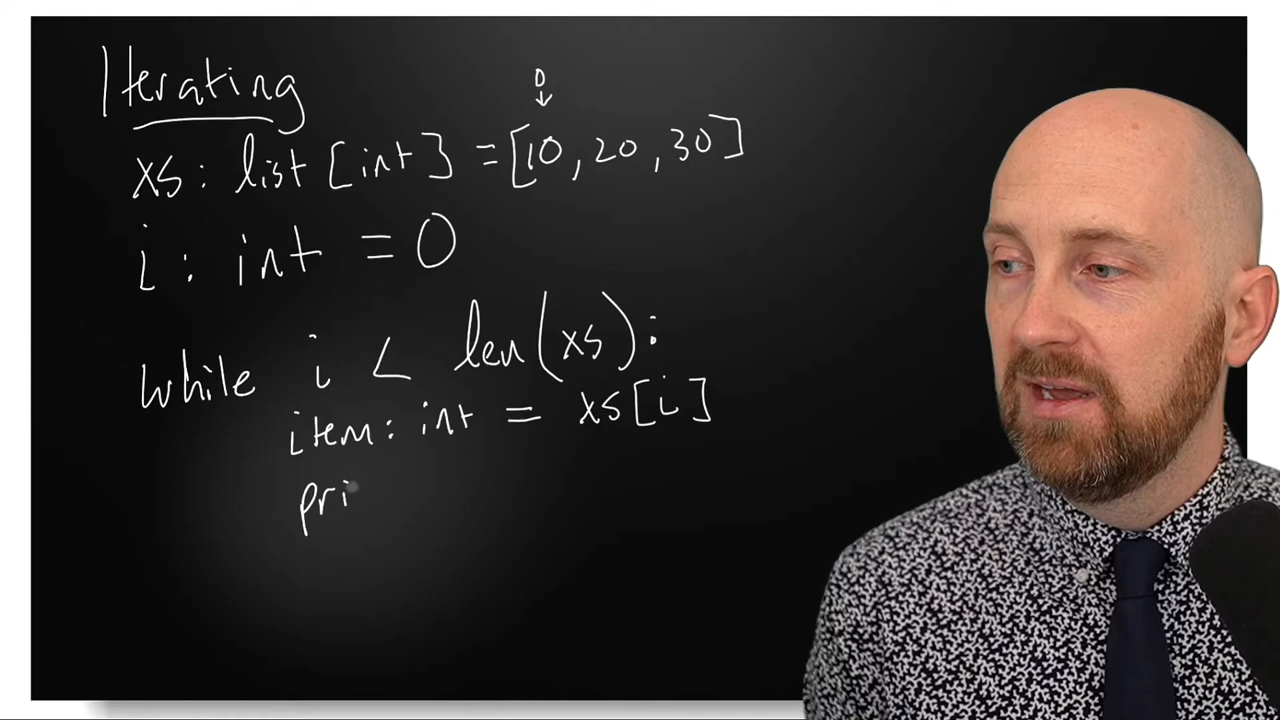 Iterating
0
xs: list[int] = [10, 20, 30]
i: int = 0
while i < len(xs):
item: int = xs[i]
pri